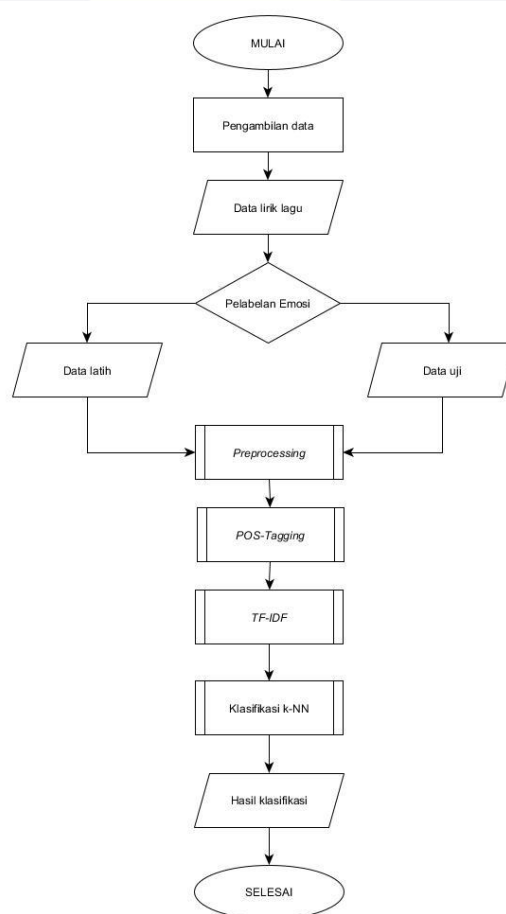 MULAI
Pengambilan data
Data lirik lagu
Pelabelan Emosi
Data latih
Data uji
Preprocessing
POS-Tagging
TF-IDF
Klasifikasi k-NN
Hasil klasifikasi
SELESAI